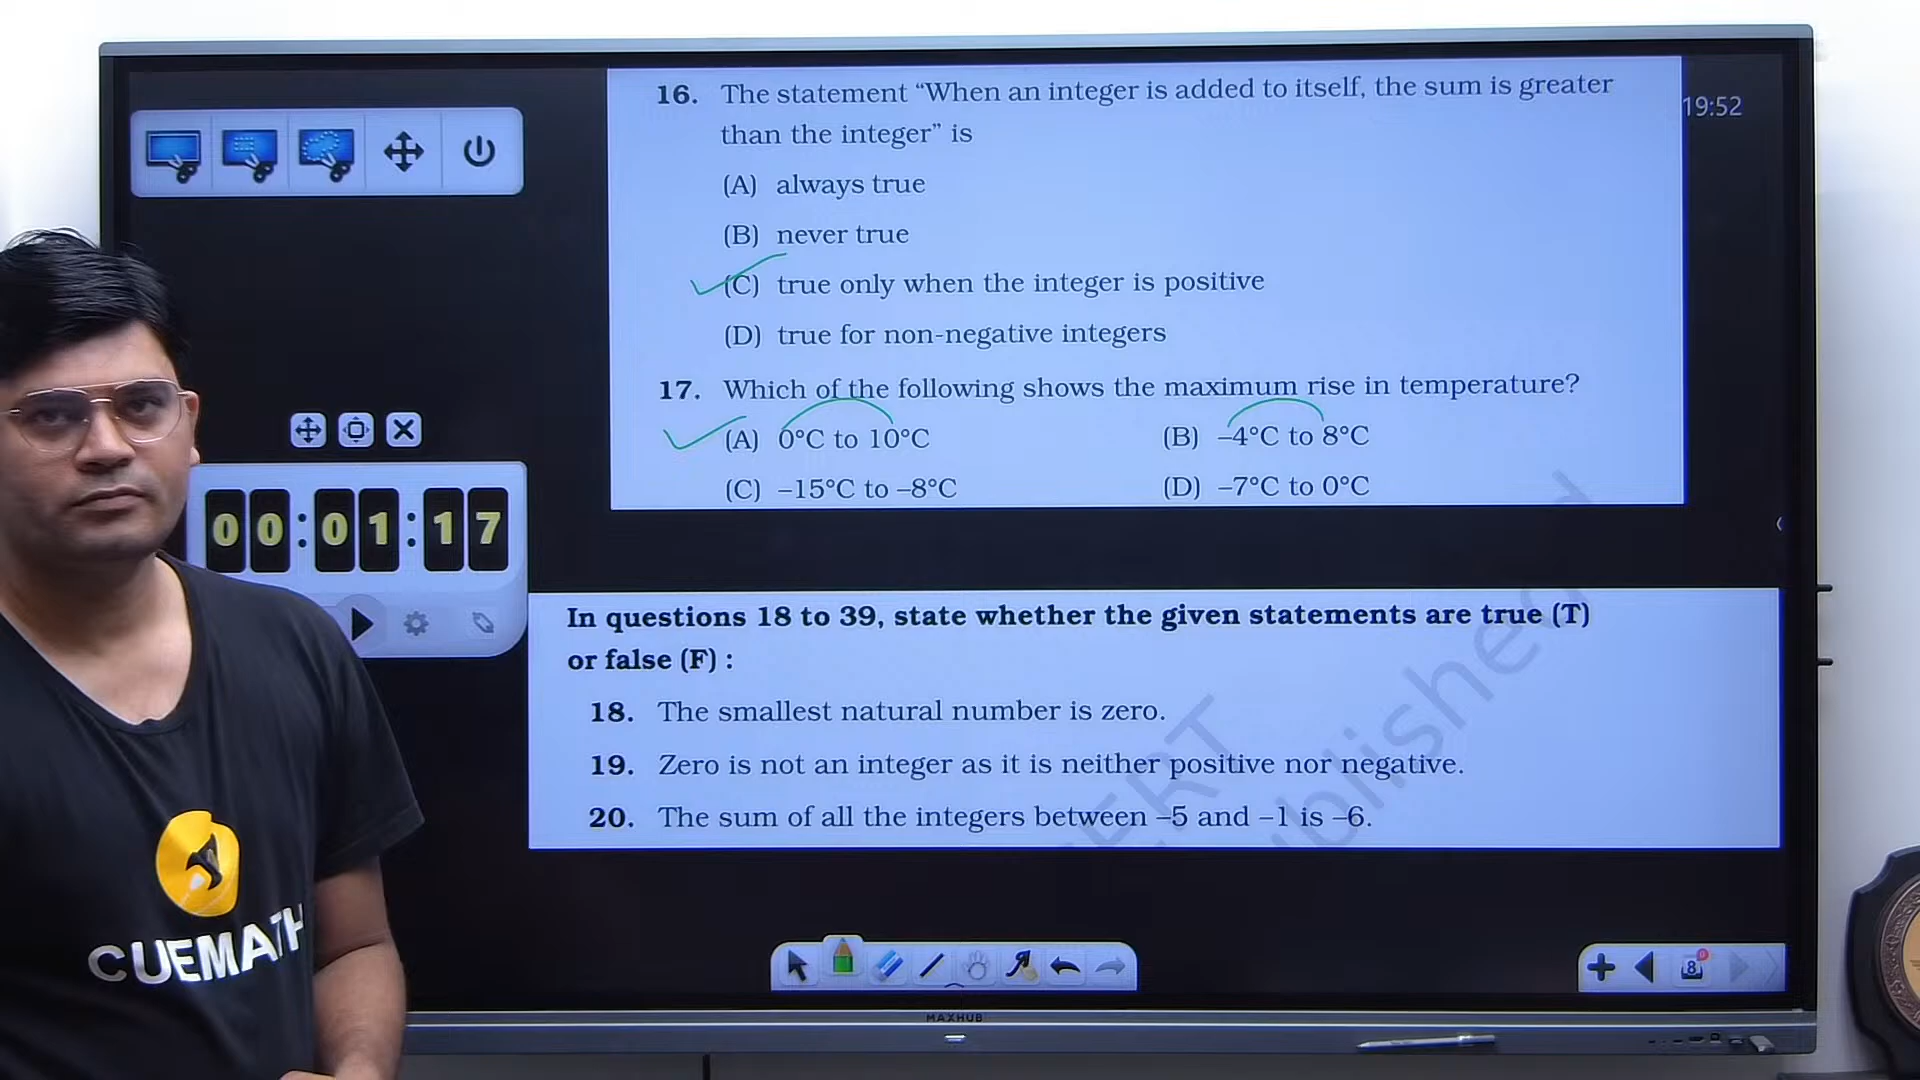 16. The statement “When an integer is added to itself, the sum is greater
than the integer” is
(A) always true
(B) never true
(C) true only when the integer is positive
(D) true for non-negative integers
17. Which of the following shows the maximum rise in temperature?
(A) 0°C to 10°C (B) –4°C to 8°C
(C) –15°C to –8°C (D) –7°C to 0°C
19:52
00:01:17
In questions 18 to 39, state whether the given statements are true (T)
or false (F) :
18. The smallest natural number is zero.
19. Zero is not an integer as it is neither positive nor negative.
20. The sum of all the integers between –5 and –1 is –6.
8
CUEMATH
MAXHUB